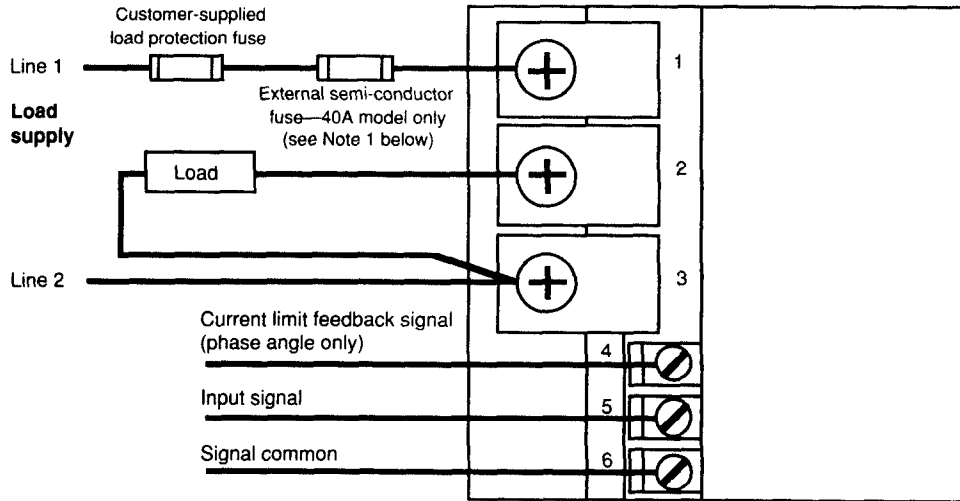 Customer-supplied
load protection fuse
Line 1
1
External semi-conductor
fuse—40A model only
(see Note 1 below)
Load
supply
Load
2
Line 2
3
Current limit feedback signal
(phase angle only)
4
Input signal
5
Signal common
6